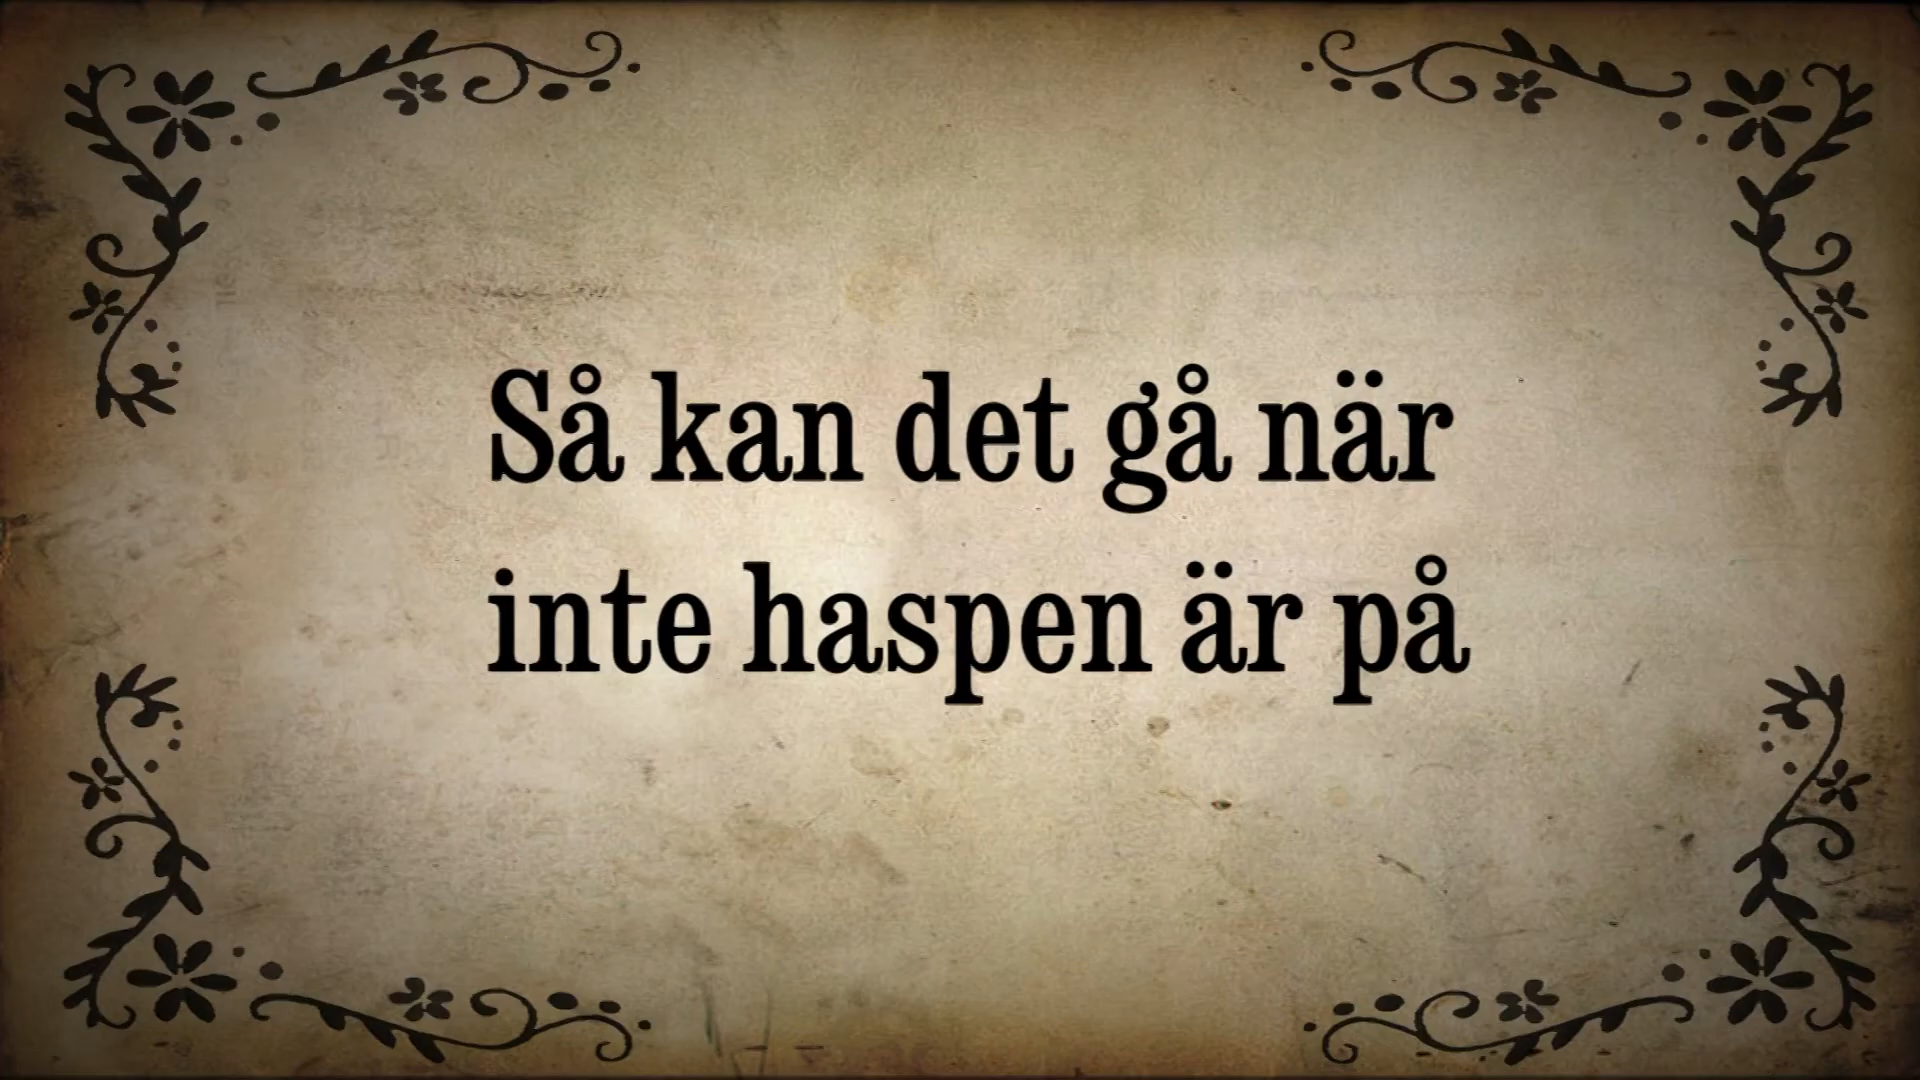 Så kan det gå när
inte haspen är på